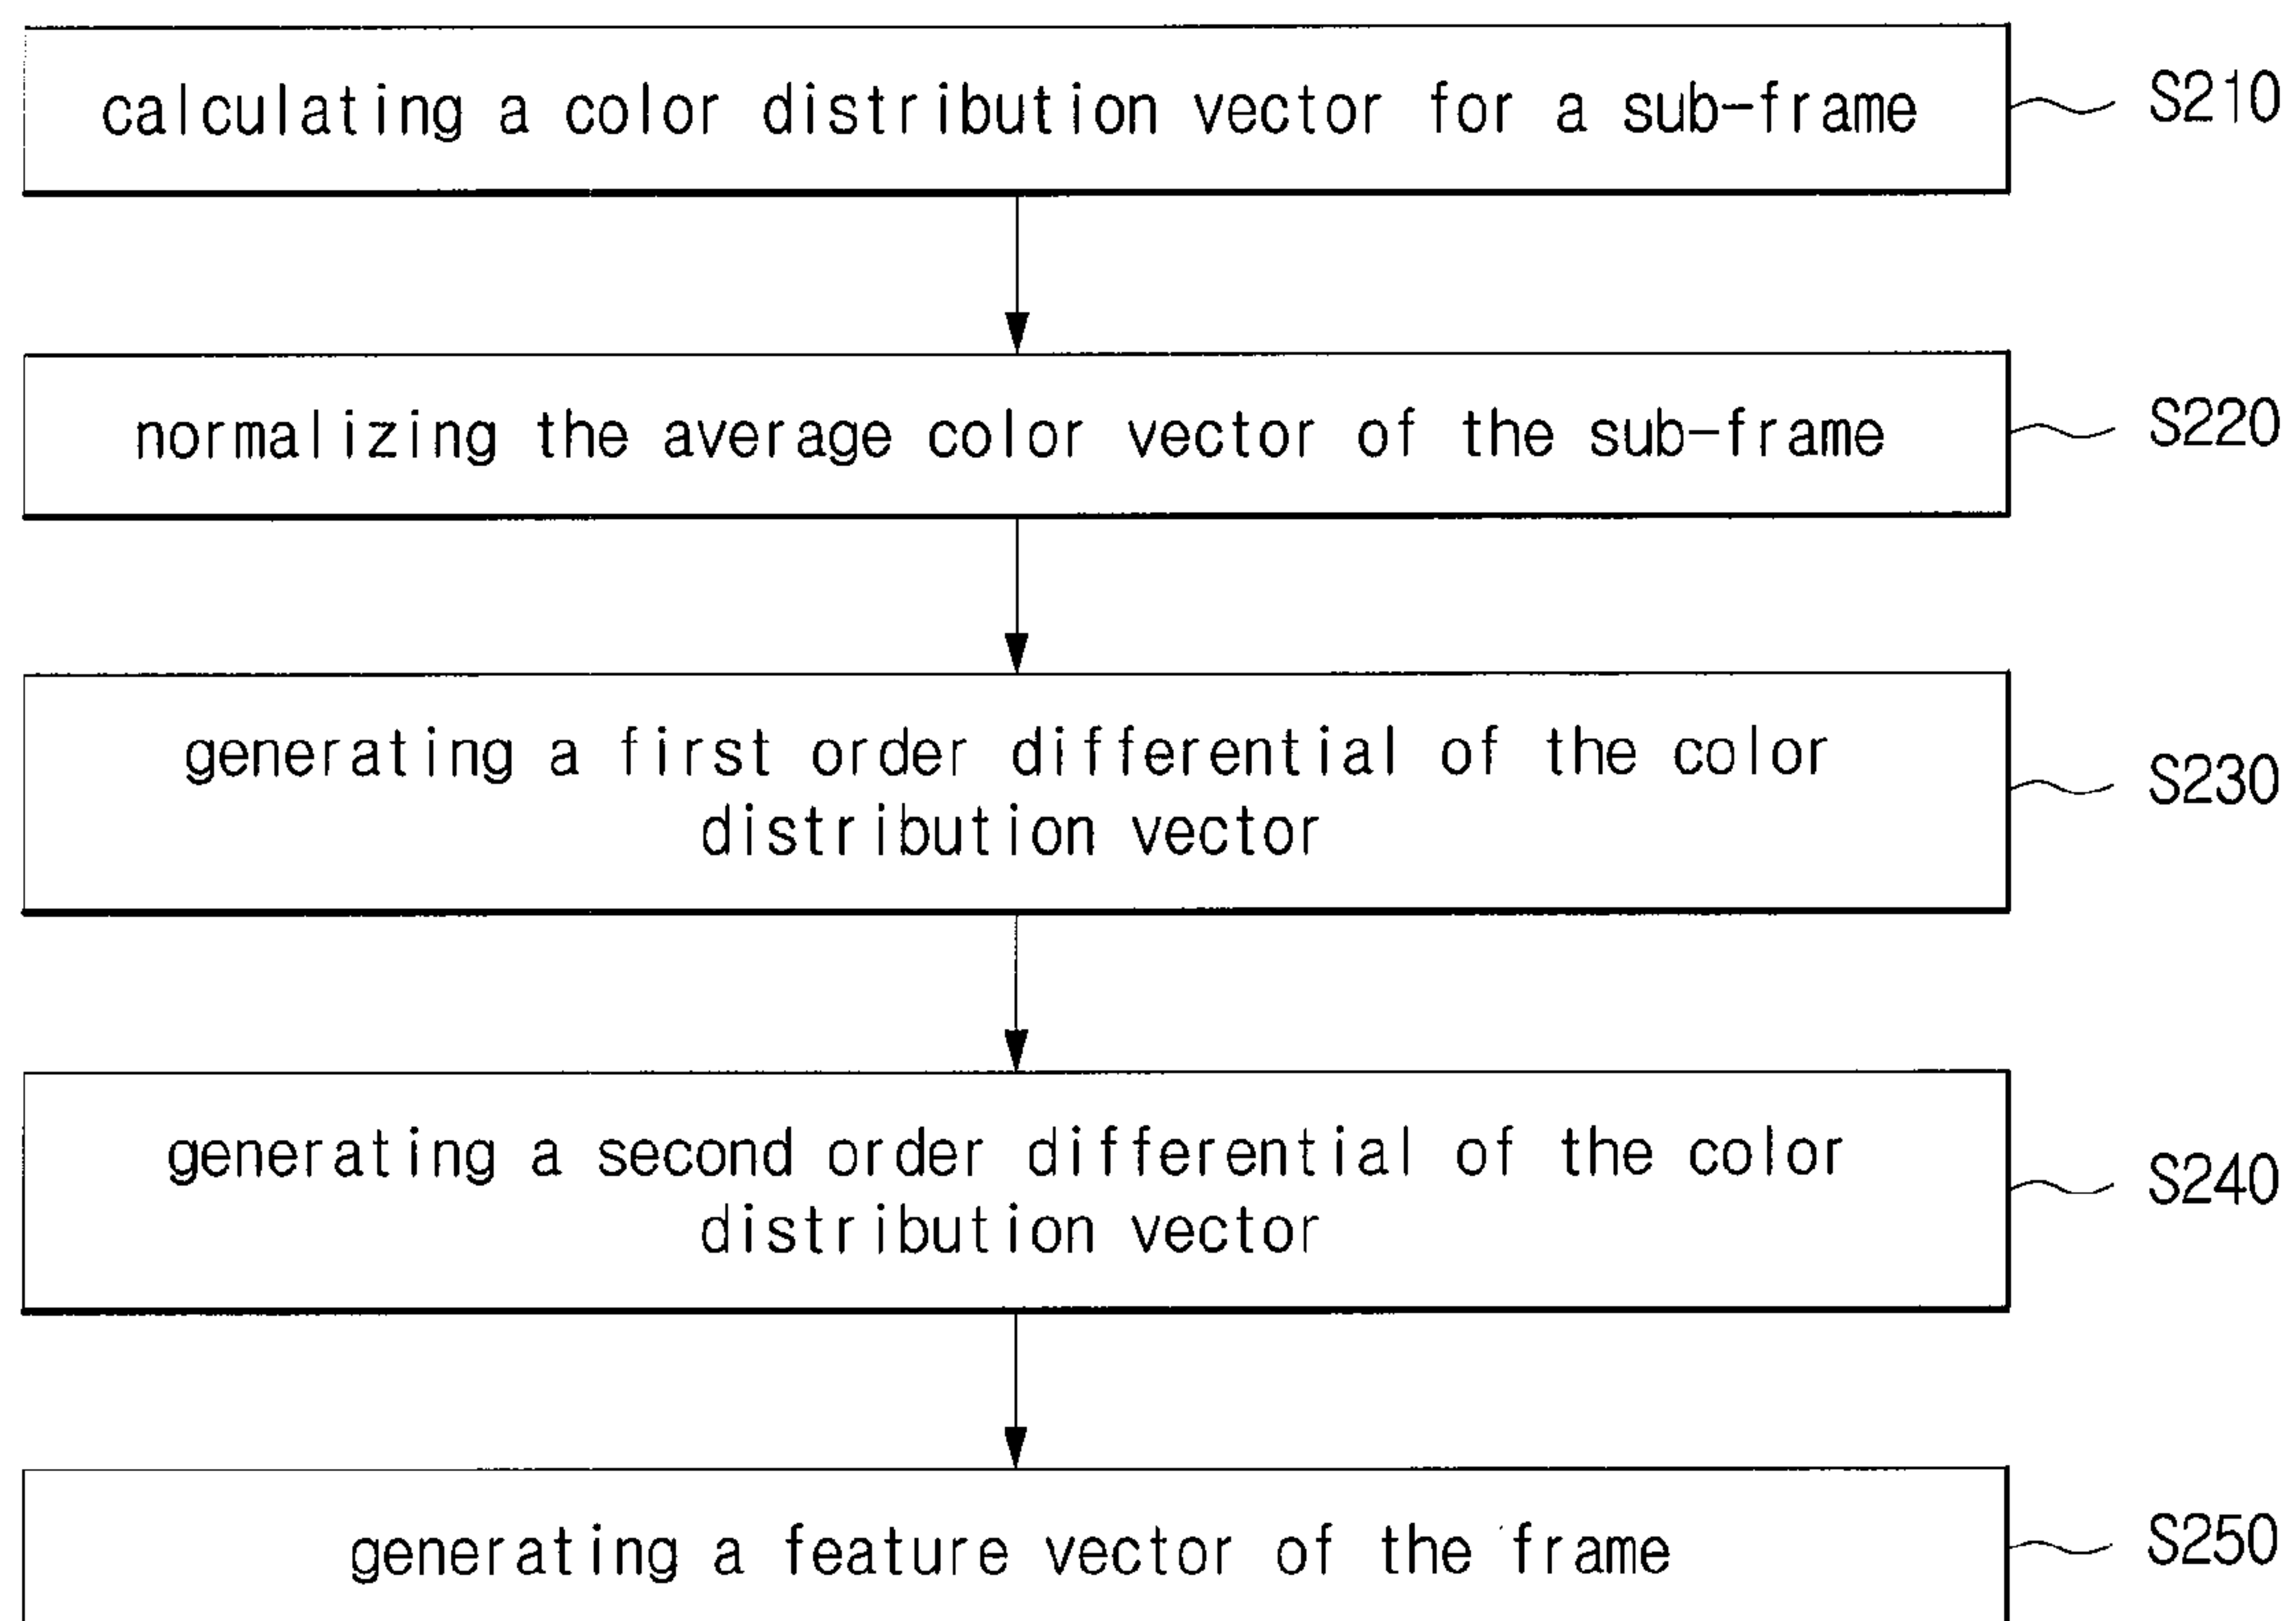 calculating a color distribution vector for a sub-frame
S210
normalizing the average color vector of the sub-frame
S220
generating a first order differential of the color
distribution vector
S230
generating a second order differential of the color
distribution vector
S240
generating a feature vector of the frame
S250